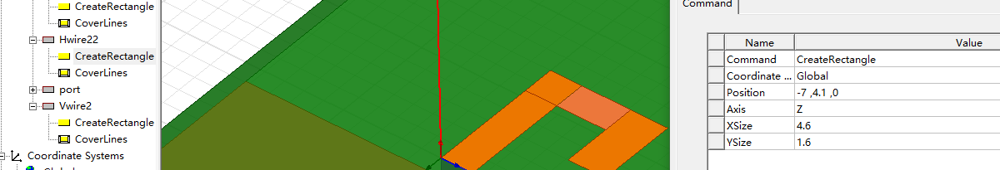 CreateRectangle
CoverLines
Hwire22
CreateRectangle
CoverLines
port
Vwire2
CreateRectangle
CoverLines
Coordinate Systems
Command
Name Value
Command CreateRectangle
Coordinate ... Global
Position -7 ,4.1 ,0
Axis Z
XSize 4.6
YSize 1.6